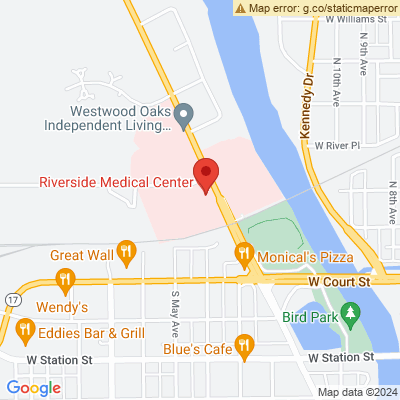 Map error: g.co/staticmaperror
W Williams St
N 9th Ave
N 10th Ave
Kennedy Dr
Westwood Oaks
Independent Living...
W River Pl
Riverside Medical Center
N 8th Ave
Great Wall
Monical's Pizza
W Court St
17
Wendy's
S May Ave
Bird Park
Eddies Bar & Grill
Blue's Cafe
W Station St
W Station St
Google
Map data ©2024